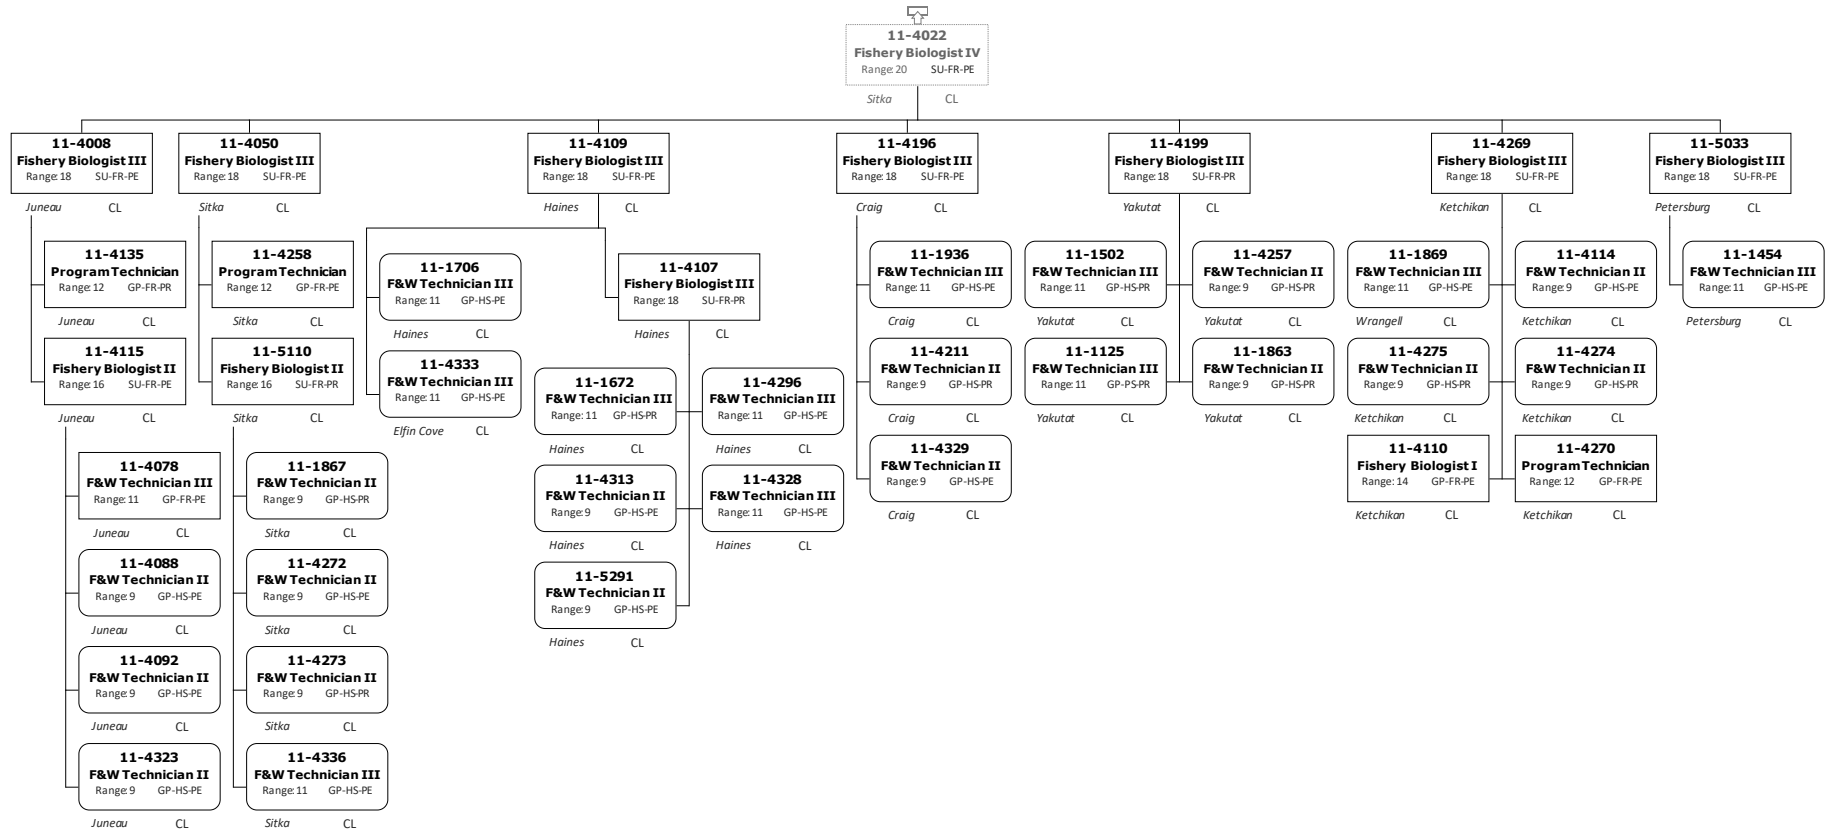 11-4022
Fishery Biologist IV
Range: 20 SU-FR-PE
Sitka CL
11-4008
Fishery Biologist III
Range: 18 SU-FR-PE
Juneau CL
11-4135
Program Technician
Range: 12 GP-FR-PR
Juneau CL
11-4115
Fishery Biologist II
Range: 16 SU-FR-PE
Juneau CL
11-4078
F&W Technician III
Range: 11 GP-FR-PE
Juneau CL
11-4088
F&W Technician II
Range: 9 GP-HS-PE
Juneau CL
11-4092
F&W Technician II
Range: 9 GP-HS-PE
Juneau CL
11-4323
F&W Technician II
Range: 9 GP-HS-PE
Juneau CL
11-4050
Fishery Biologist III
Range: 18 SU-FR-PE
Sitka CL
11-4258
Program Technician
Range: 12 GP-FR-PE
Sitka CL
11-5110
Fishery Biologist II
Range: 16 SU-FR-PR
Sitka CL
11-1867
F&W Technician II
Range: 9 GP-HS-PR
Sitka CL
11-4272
F&W Technician II
Range: 9 GP-HS-PE
Sitka CL
11-4273
F&W Technician II
Range: 9 GP-HS-PR
Sitka CL
11-4336
F&W Technician III
Range: 11 GP-HS-PE
Sitka CL
11-4109
Fishery Biologist III
Range: 18 SU-FR-PE
Haines CL
11-1706
F&W Technician III
Range: 11 GP-HS-PE
Haines CL
11-4333
F&W Technician III
Range: 11 GP-HS-PE
Elfin Cove CL
11-4107
Fishery Biologist III
Range: 18 SU-FR-PR
Haines CL
11-1672
F&W Technician III
Range: 11 GP-HS-PR
Haines CL
11-4296
F&W Technician III
Range: 11 GP-HS-PE
Haines CL
11-4313
F&W Technician II
Range: 9 GP-HS-PE
Haines CL
11-4328
F&W Technician III
Range: 11 GP-HS-PE
Haines CL
11-5291
F&W Technician II
Range: 9 GP-HS-PE
Haines CL
11-4196
Fishery Biologist III
Range: 18 SU-FR-PE
Craig CL
11-1936
F&W Technician III
Range: 11 GP-HS-PE
Craig CL
11-4211
F&W Technician II
Range: 9 GP-HS-PR
Craig CL
11-4329
F&W Technician II
Range: 9 GP-HS-PE
Craig CL
11-4199
Fishery Biologist III
Range: 18 SU-FR-PR
Yakutat CL
11-1502
F&W Technician III
Range: 11 GP-HS-PR
Yakutat CL
11-4257
F&W Technician II
Range: 9 GP-HS-PR
Yakutat CL
11-1125
F&W Technician III
Range: 11 GP-PS-PR
Yakutat CL
11-1863
F&W Technician II
Range: 9 GP-HS-PR
Yakutat CL
11-4269
Fishery Biologist III
Range: 18 SU-FR-PE
Ketchikan CL
11-1869
F&W Technician III
Range: 11 GP-HS-PE
Wrangell CL
11-4114
F&W Technician II
Range: 9 GP-HS-PE
Ketchikan CL
11-4275
F&W Technician II
Range: 9 GP-HS-PR
Ketchikan CL
11-4274
F&W Technician II
Range: 9 GP-HS-PR
Ketchikan CL
11-4110
Fishery Biologist I
Range: 14 GP-FR-PE
Ketchikan CL
11-4270
Program Technician
Range: 12 GP-FR-PE
Ketchikan CL
11-5033
Fishery Biologist III
Range: 18 SU-FR-PE
Petersburg CL
11-1454
F&W Technician III
Range: 11 GP-HS-PE
Petersburg CL